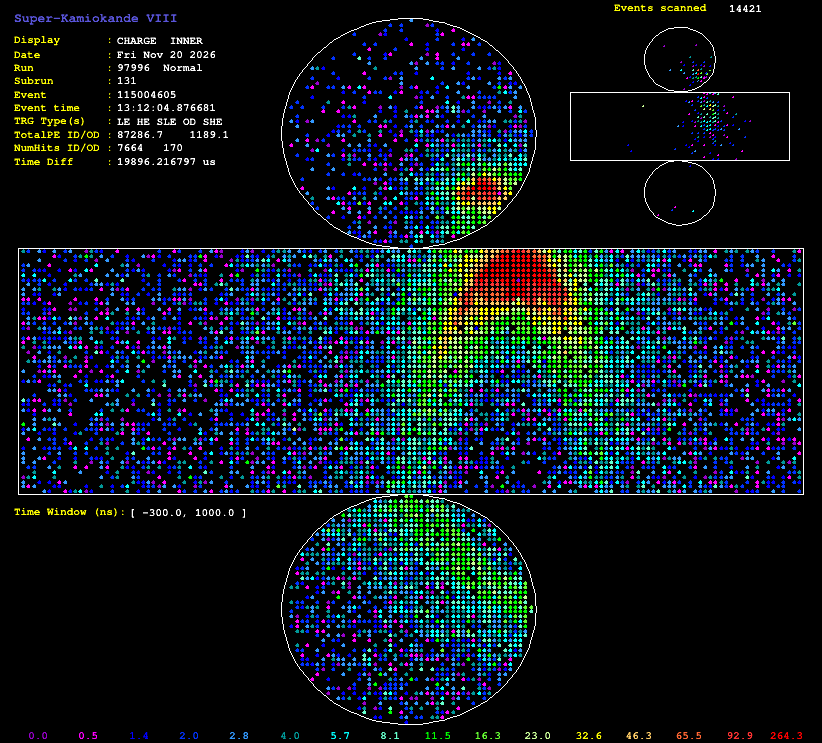 Super-Kamiokande VIII
Events scanned 14421
Display : CHARGE INNER
Date : Fri Nov 20 2026
Run : 97996 Normal
Subrun : 131
Event : 115004605
Event time : 13:12:04.876681
TRG Type(s) : LE HE SLE OD SHE
TotalPE ID/OD : 87286.7 1189.1
NumHits ID/OD : 7664 170
Time Diff : 19896.216797 us
Time Window (ns): [ -300.0, 1000.0 ]
0.0 0.5 1.4 2.0 2.8 4.0 5.7 8.1 11.5 16.3 23.0 32.6 46.3 65.5 92.9 264.3